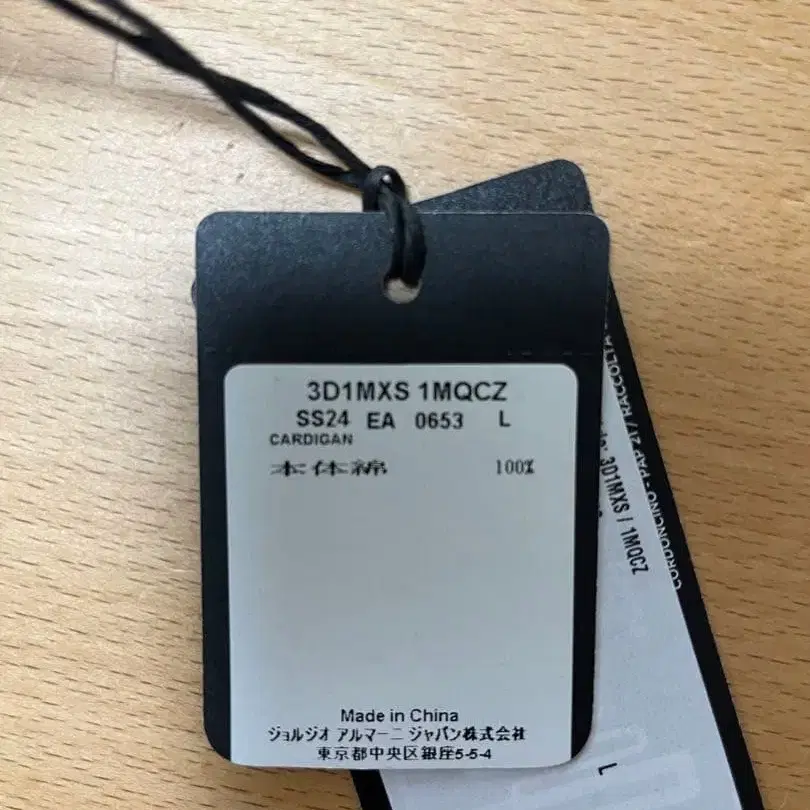 3D1MXS 1MQCZ
SS24 EA 0653 L
CARDIGAN
本体綿 100%
Made in China
ジョルジオ アルマーニ ジャパン株式会社
東京都中央区銀座5-5-4
CORDONCINO - PAP 21 / RACCOLTA
3D1MXS / 1MQCZ
L